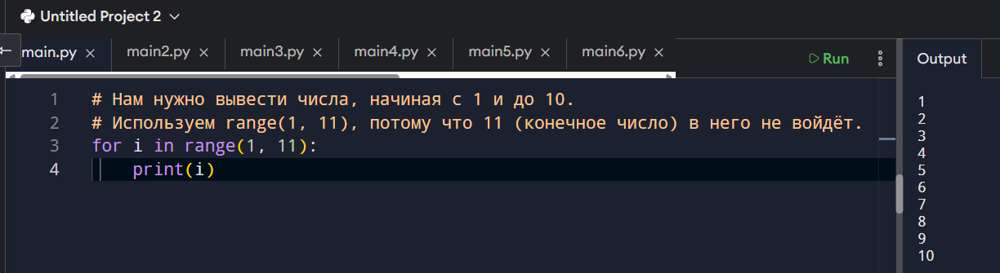 Untitled Project 2
main.py main2.py main3.py main4.py main5.py main6.py
Run
Output
1 # Нам нужно вывести числа, начиная с 1 и до 10.
2 # Используем range(1, 11), потому что 11 (конечное число) в него не войдёт.
3 for i in range(1, 11):
4     print(i)
1
2
3
4
5
6
7
8
9
10